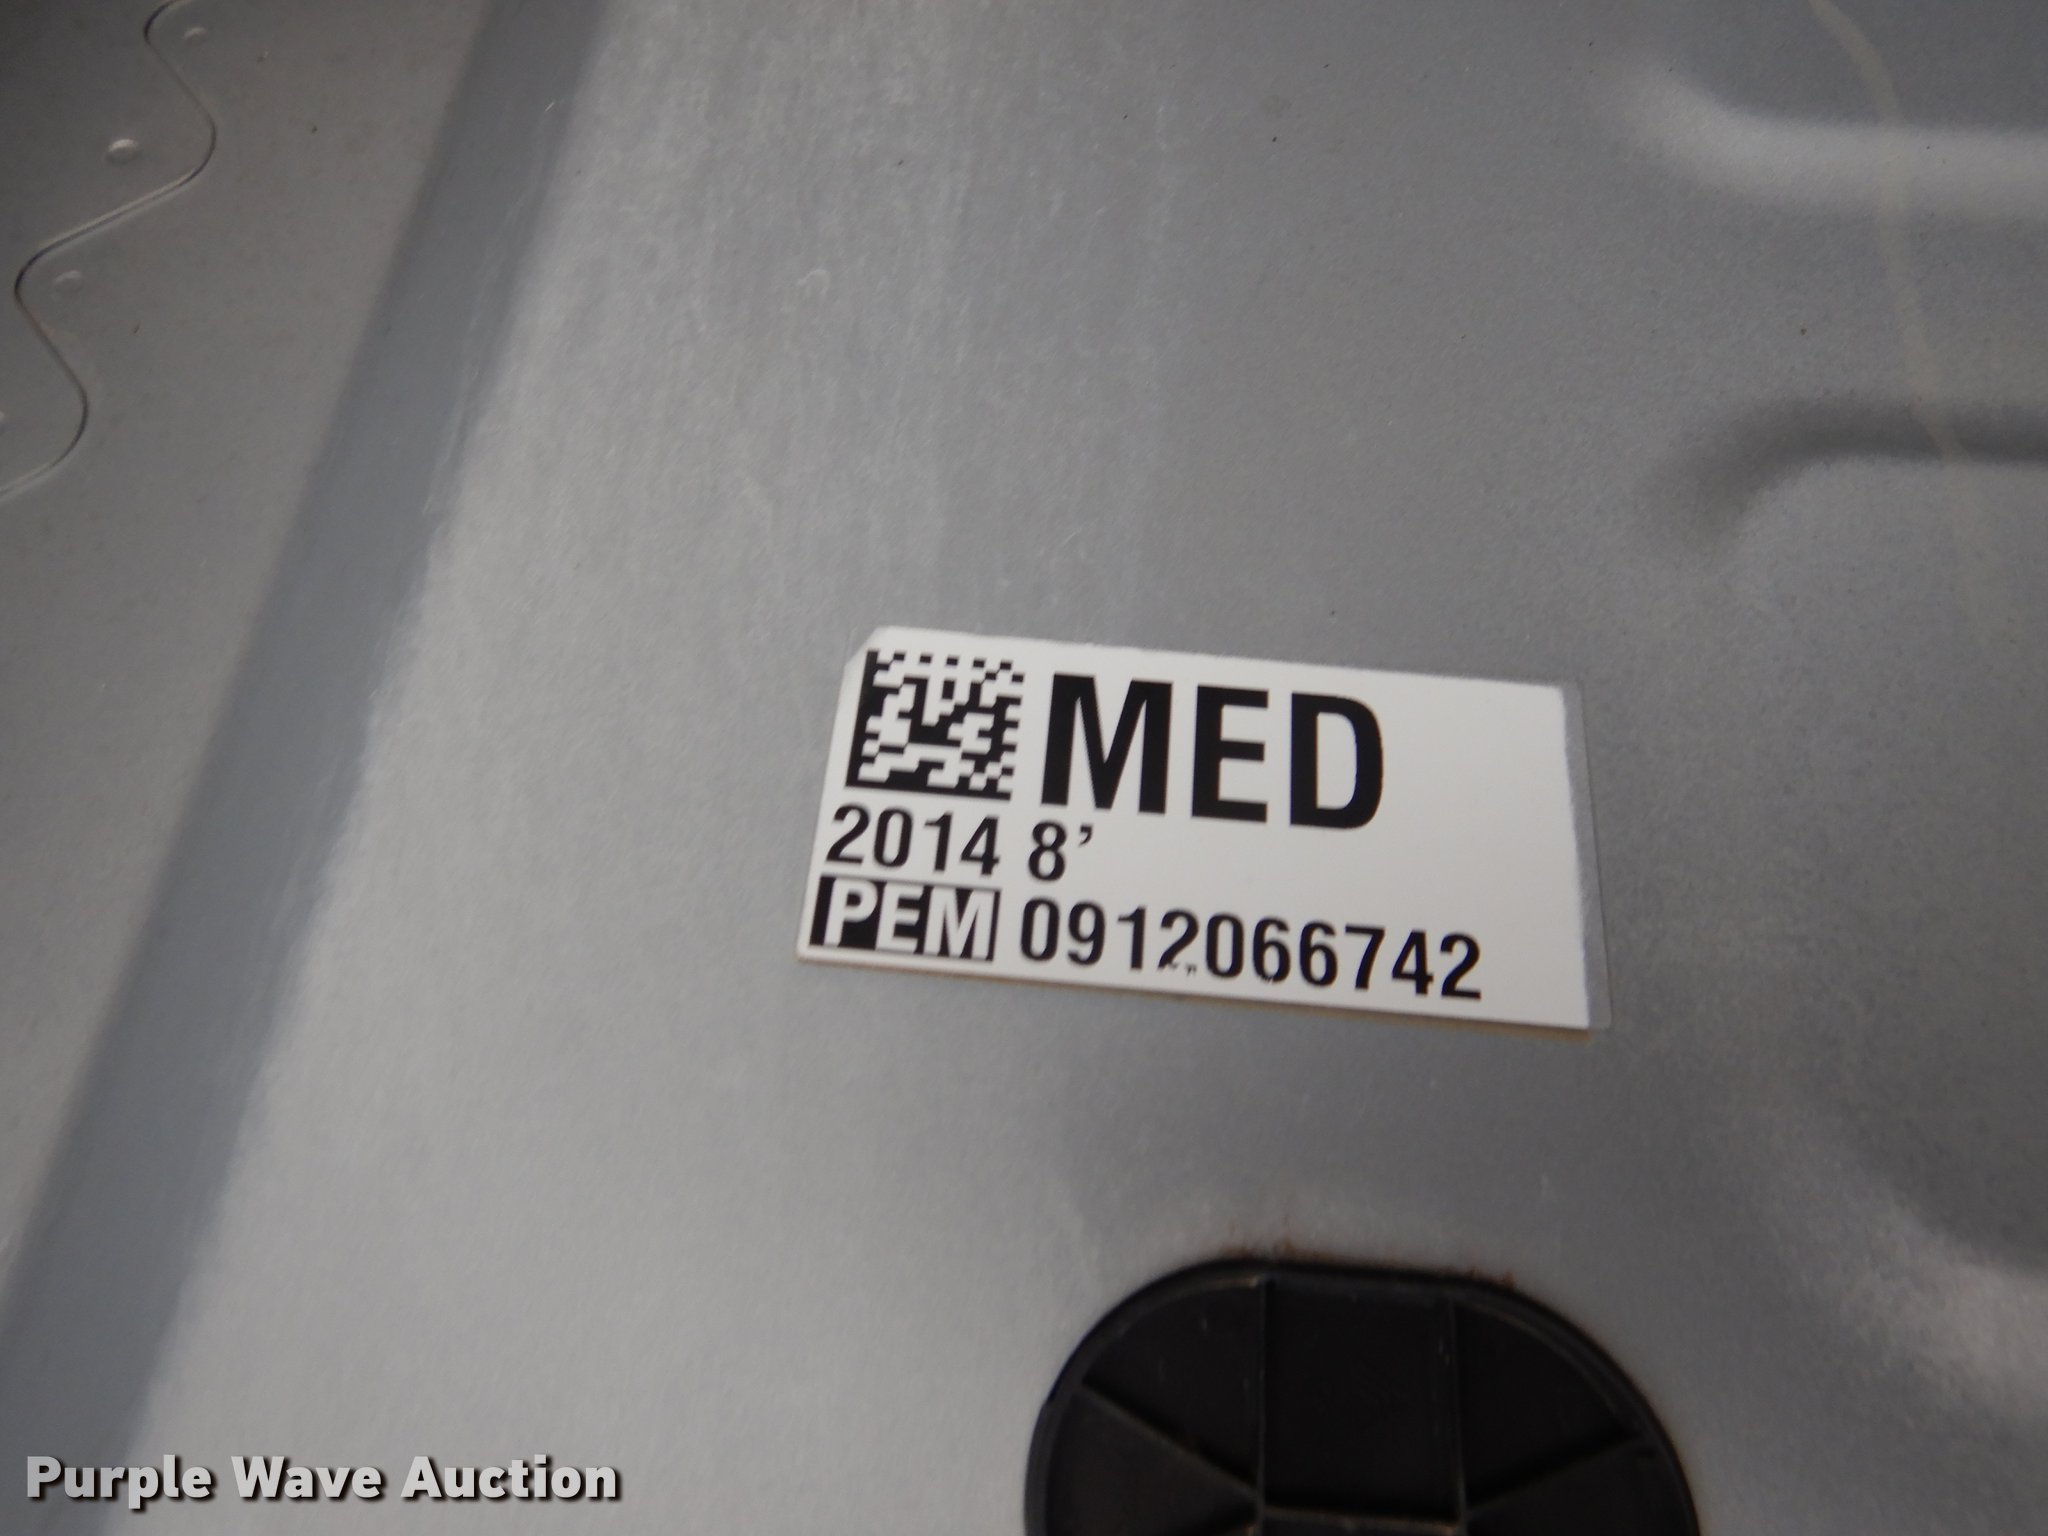 MED
2014 8’
PEM 0912066742
Purple Wave Auction